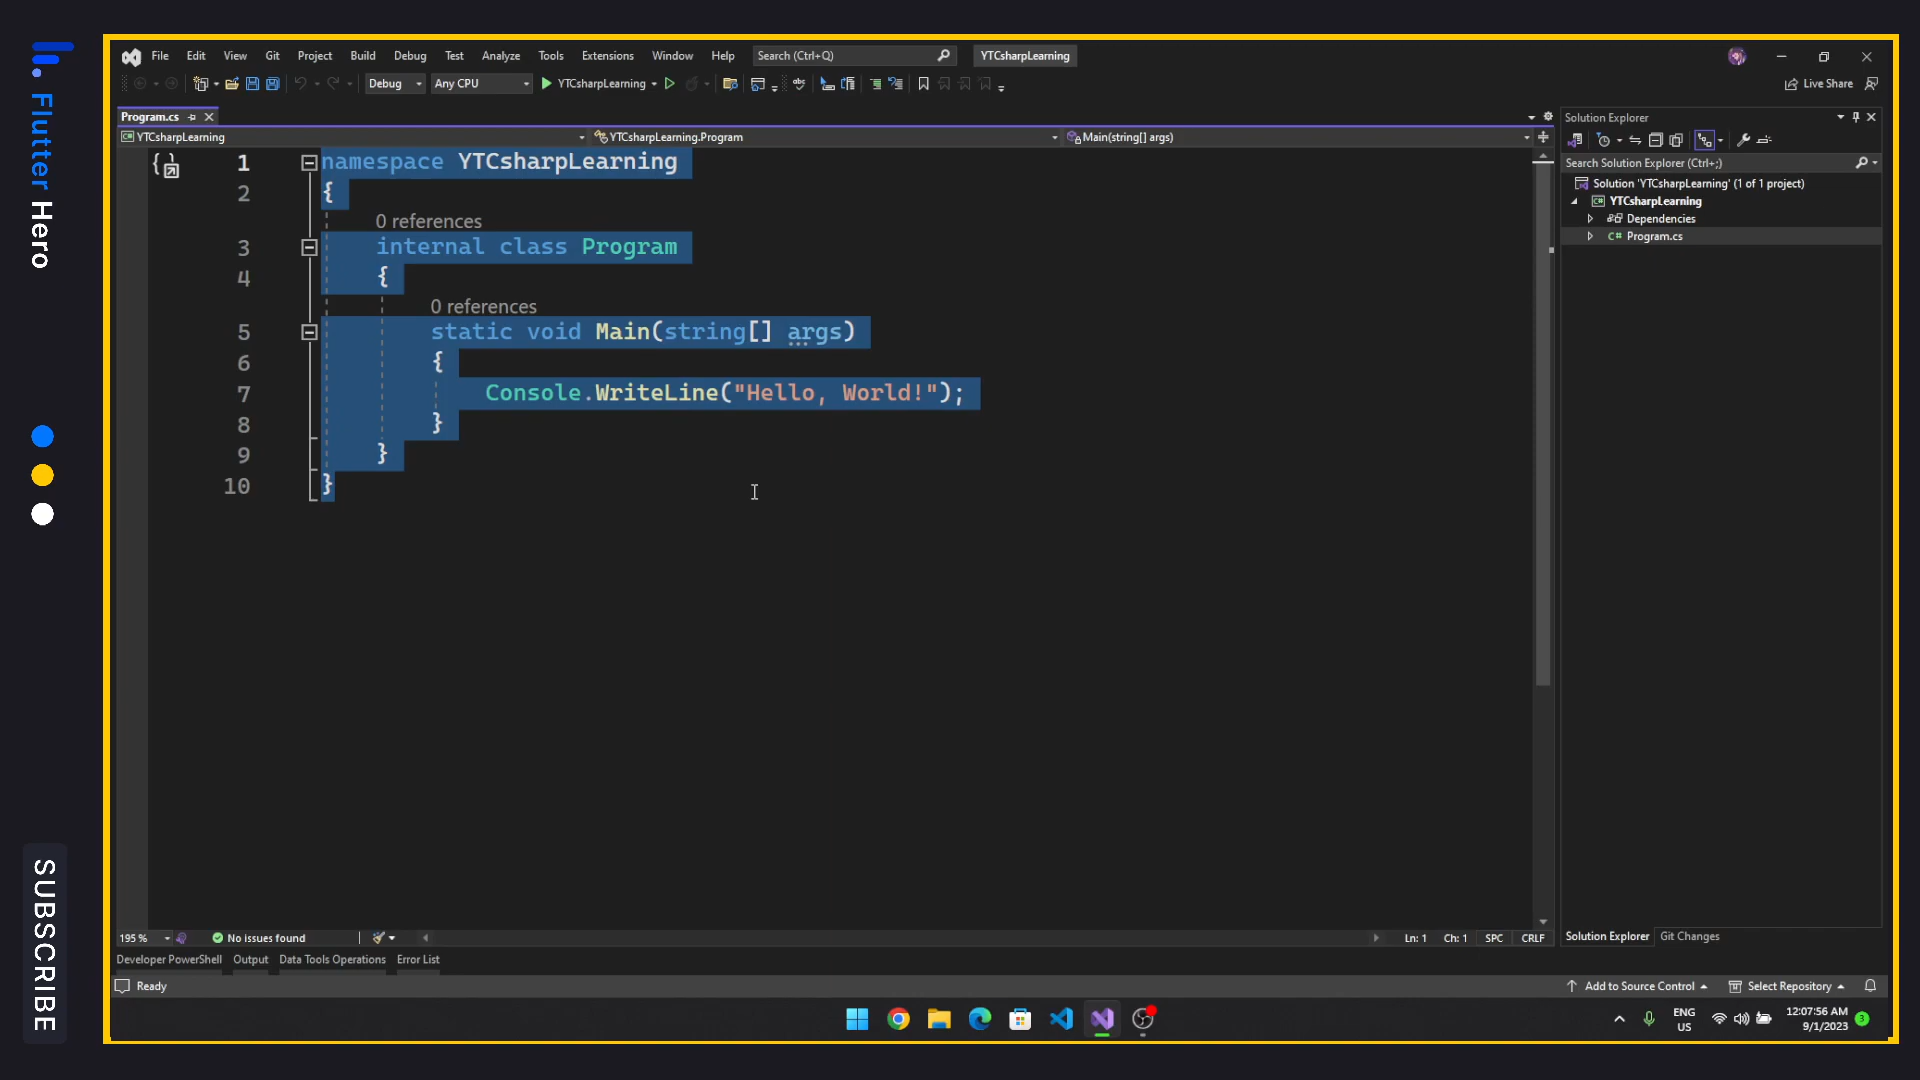 Flutter Hero
SUBSCRIBE
File Edit View Git Project Build Debug Test Analyze Tools Extensions Window Help Search (Ctrl+Q) YTCsharpLearning
Debug Any CPU YTCsharpLearning Live Share
Program.cs
YTCsharpLearning YTCsharpLearning.Program Main(string[] args)
1 namespace YTCsharpLearning
2 {
0 references
3 internal class Program
4 {
0 references
5 static void Main(string[] args)
6 {
7 Console.WriteLine("Hello, World!");
8 }
9 }
10 }
Solution Explorer
Search Solution Explorer (Ctrl+;)
Solution 'YTCsharpLearning' (1 of 1 project)
YTCsharpLearning
Dependencies
C# Program.cs
195 % No issues found Ln: 1 Ch: 1 SPC CRLF
Solution Explorer Git Changes
Developer PowerShell Output Data Tools Operations Error List
Ready Add to Source Control Select Repository
ENG
US
12:07:56 AM
9/1/2023
3